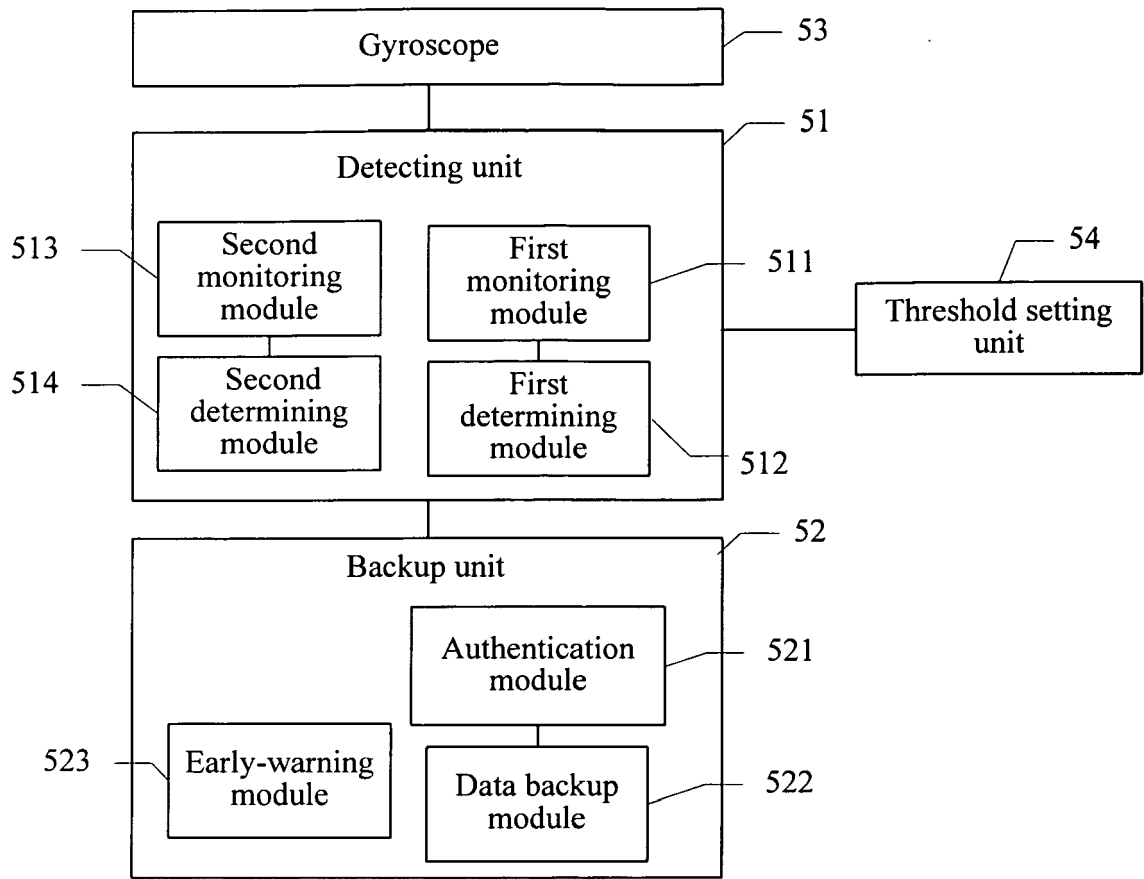 Gyroscope
53
Detecting unit
51
513
Second
monitoring
module
First
monitoring
module
511
54
Threshold setting
unit
514
Second
determining
module
First
determining
module
512
Backup unit
52
Authentication
module
521
523
Early-warning
module
Data backup
module
522